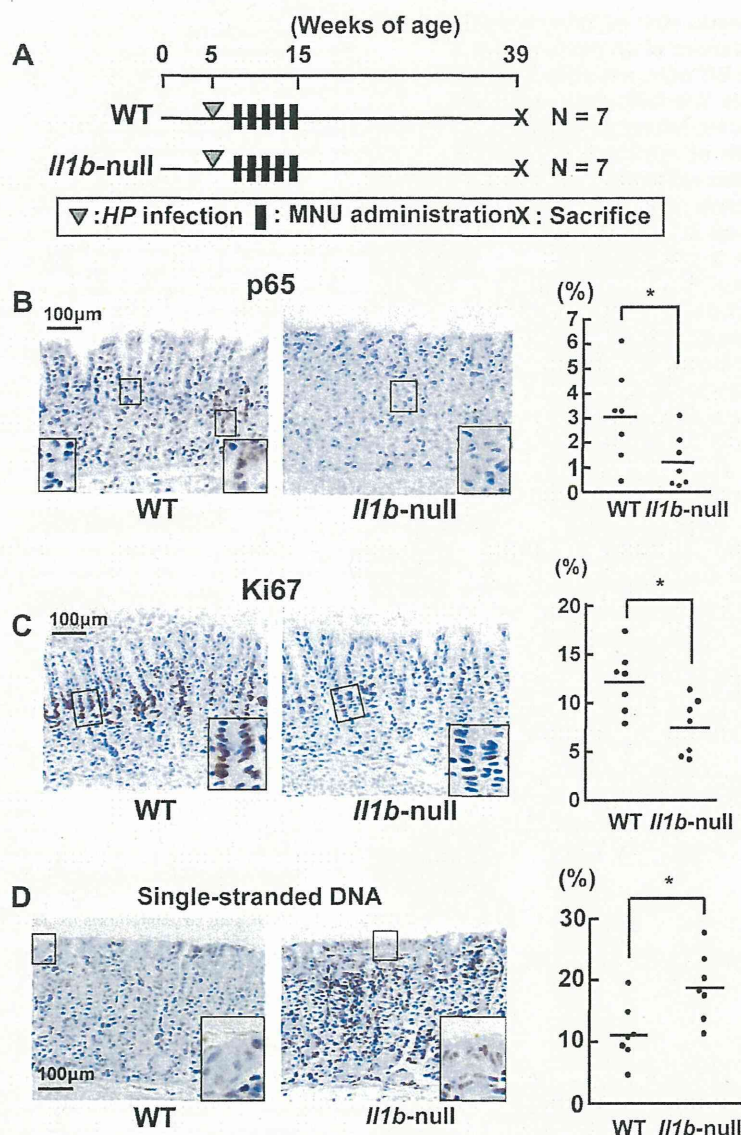 (Weeks of age)
A
0 5 15 39
WT X N = 7
Il1b-null X N = 7
▽:HP infection ▮: MNU administration X: Sacrifice
B
p65
100µm
WT
Il1b-null
(%)
*
7
6
5
4
3
2
1
0
WT Il1b-null
C
Ki67
100µm
WT
Il1b-null
(%)
*
20
15
10
5
0
WT Il1b-null
D
Single-stranded DNA
100µm
WT
Il1b-null
(%)
*
30
20
10
0
WT Il1b-null